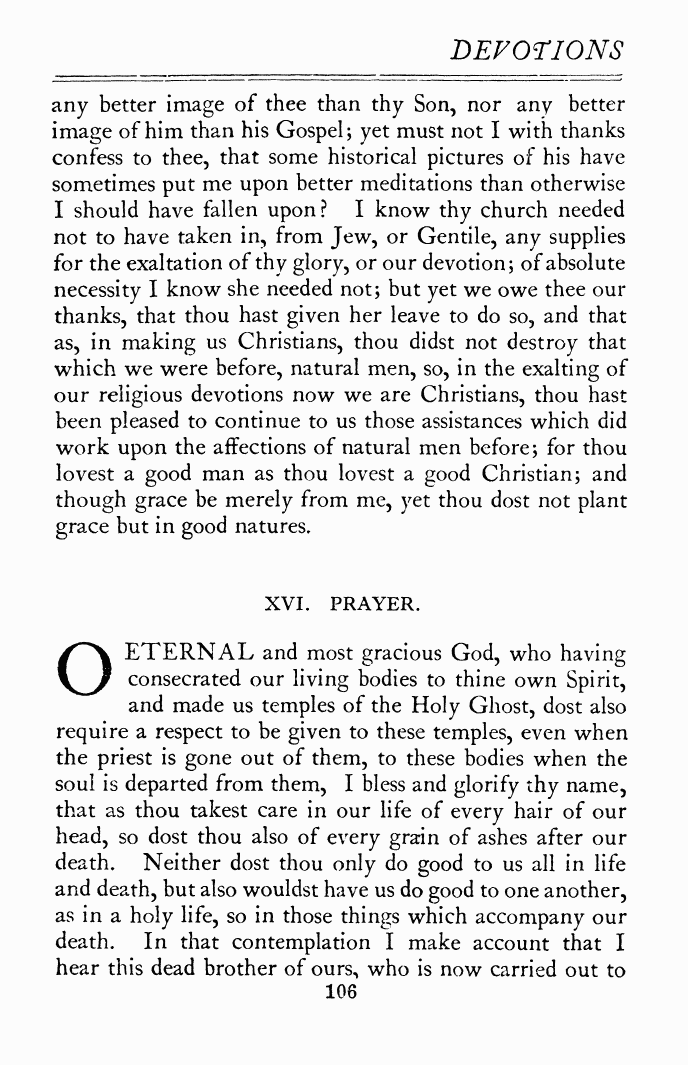 DEVOTIONS
any better image of thee than thy Son, nor any better
image of him than his Gospel; yet must not I with thanks
confess to thee, that some historical pictures of his have
sometimes put me upon better meditations than otherwise
I should have fallen upon? I know thy church needed
not to have taken in, from Jew, or Gentile, any supplies
for the exaltation of thy glory, or our devotion; of absolute
necessity I know she needed not; but yet we owe thee our
thanks, that thou hast given her leave to do so, and that
as, in making us Christians, thou didst not destroy that
which we were before, natural men, so, in the exalting of
our religious devotions now we are Christians, thou hast
been pleased to continue to us those assistances which did
work upon the affections of natural men before; for thou
lovest a good man as thou lovest a good Christian; and
though grace be merely from me, yet thou dost not plant
grace but in good natures.
XVI. PRAYER.
O ETERNAL and most gracious God, who having
consecrated our living bodies to thine own Spirit,
and made us temples of the Holy Ghost, dost also
require a respect to be given to these temples, even when
the priest is gone out of them, to these bodies when the
soul is departed from them, I bless and glorify thy name,
that as thou takest care in our life of every hair of our
head, so dost thou also of every grain of ashes after our
death. Neither dost thou only do good to us all in life
and death, but also wouldst have us do good to one another,
as in a holy life, so in those things which accompany our
death. In that contemplation I make account that I
hear this dead brother of ours, who is now carried out to
106